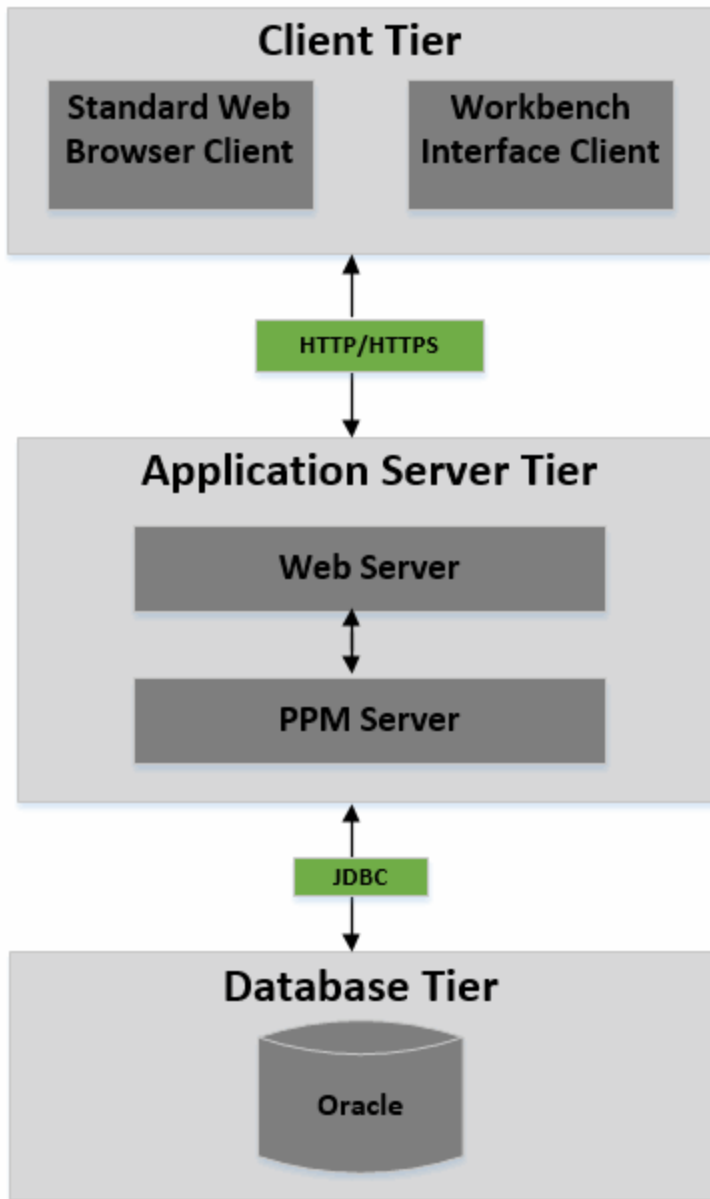 Client Tier
Standard Web
Browser Client
Workbench
Interface Client
HTTP/HTTPS
Application Server Tier
Web Server
PPM Server
JDBC
Database Tier
Oracle